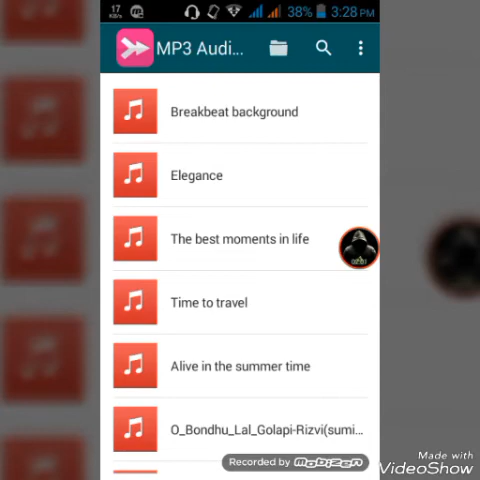 17
KB/s
38% 3:28 PM
MP3 Audi...
Breakbeat background
Elegance
The best moments in life
Time to travel
Alive in the summer time
O_Bondhu_Lal_Golapi-Rizvi(sumi...
Recorded by Mobizen
Made with
VideoShow